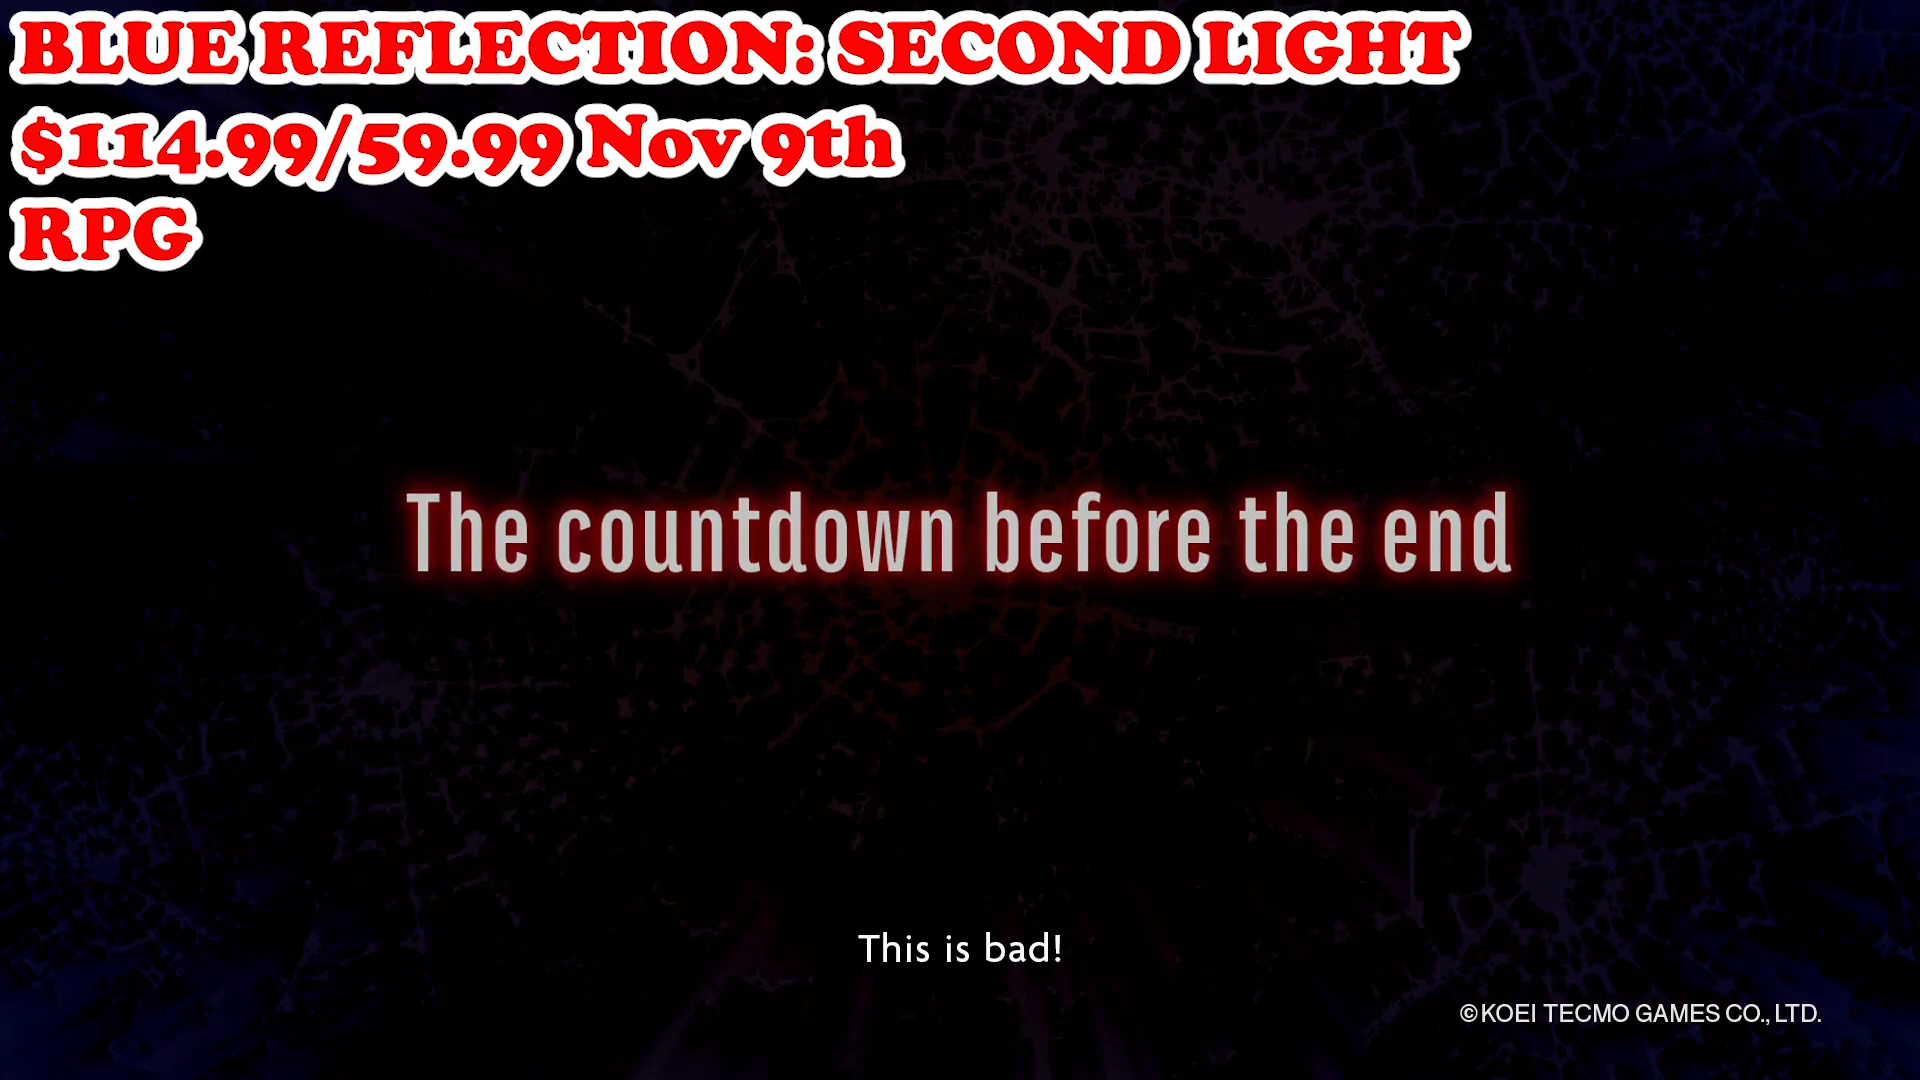 BLUE REFLECTION: SECOND LIGHT
$114.99/59.99 Nov 9th
RPG
The countdown before the end
This is bad!
©KOEI TECMO GAMES CO., LTD.